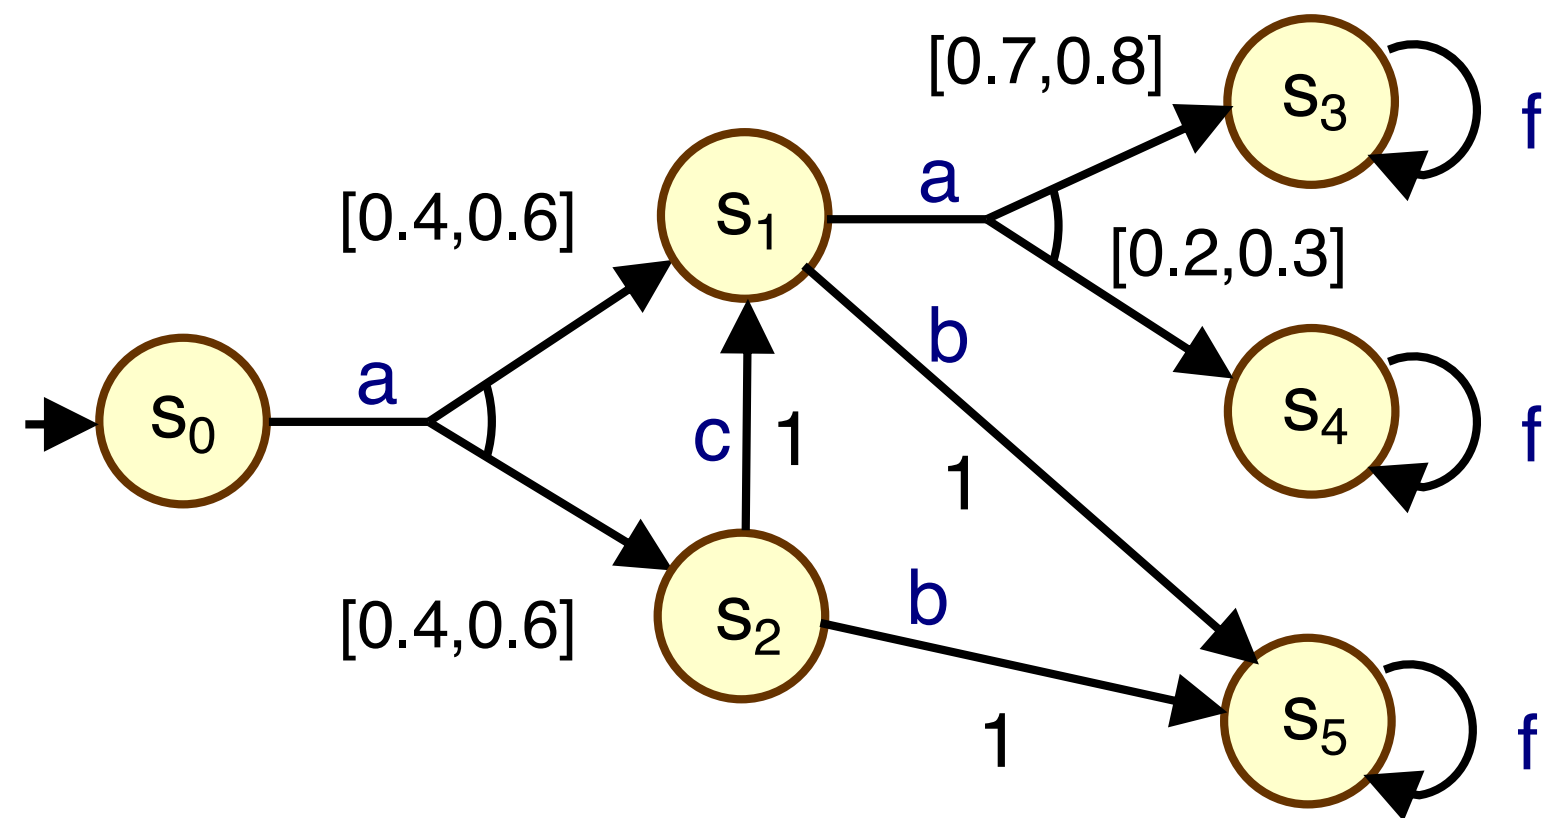 [0.7,0.8]
s3
f
[0.4,0.6]
s1
a
[0.2,0.3]
a
b
s0
c
1
s4
f
1
[0.4,0.6]
s2
b
1
s5
f